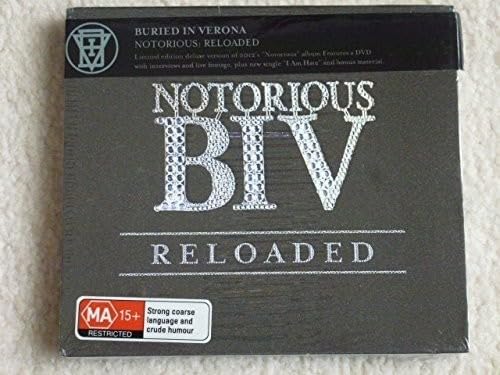 BURIED IN VERONA
NOTORIOUS: RELOADED
Limited edition deluxe version of 2012's "Notorious" album Features a DVD
with interviews and live footage, plus new single "I Am Hate" and bonus material.
NOTORIOUS
BIV
RELOADED
MA 15+
RESTRICTED
Strong coarse
language and
crude humour